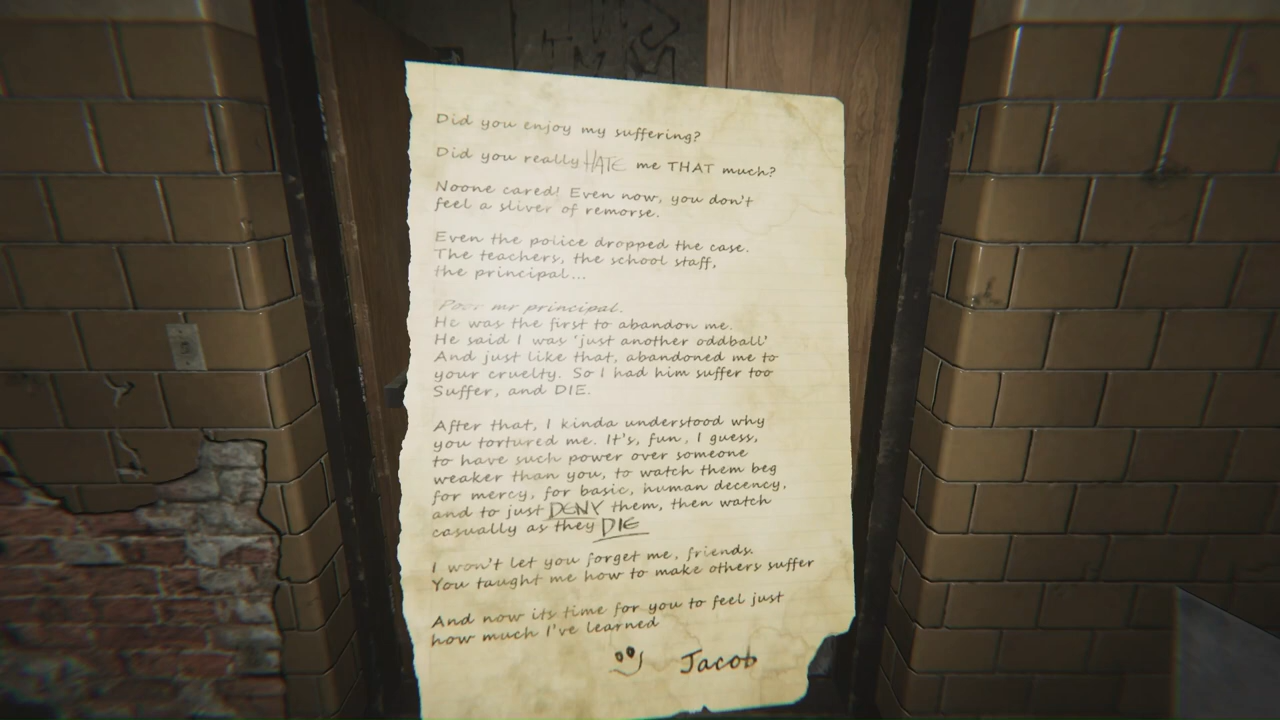 Did you enjoy my suffering?
Did you really HATE me THAT much?
Noone cared! Even now, you don't
feel a sliver of remorse.
Even the police dropped the case.
The teachers, the school staff,
the principal...
Poor mr principal.
He was the first to abandon me.
He said I was 'just another oddball'
And just like that, abandoned me to
your cruelty. So I had him suffer too
Suffer, and DIE.
After that, I kinda understood why
you tortured me. It's, fun, I guess,
to have such power over someone
weaker than you, to watch them beg
for mercy, for basic, human decency,
and to just DENY them, then watch
casually as they DIE
I won't let you forget me, friends.
You taught me how to make others suffer
And now its time for you to feel just
how much I've learned
Jacob